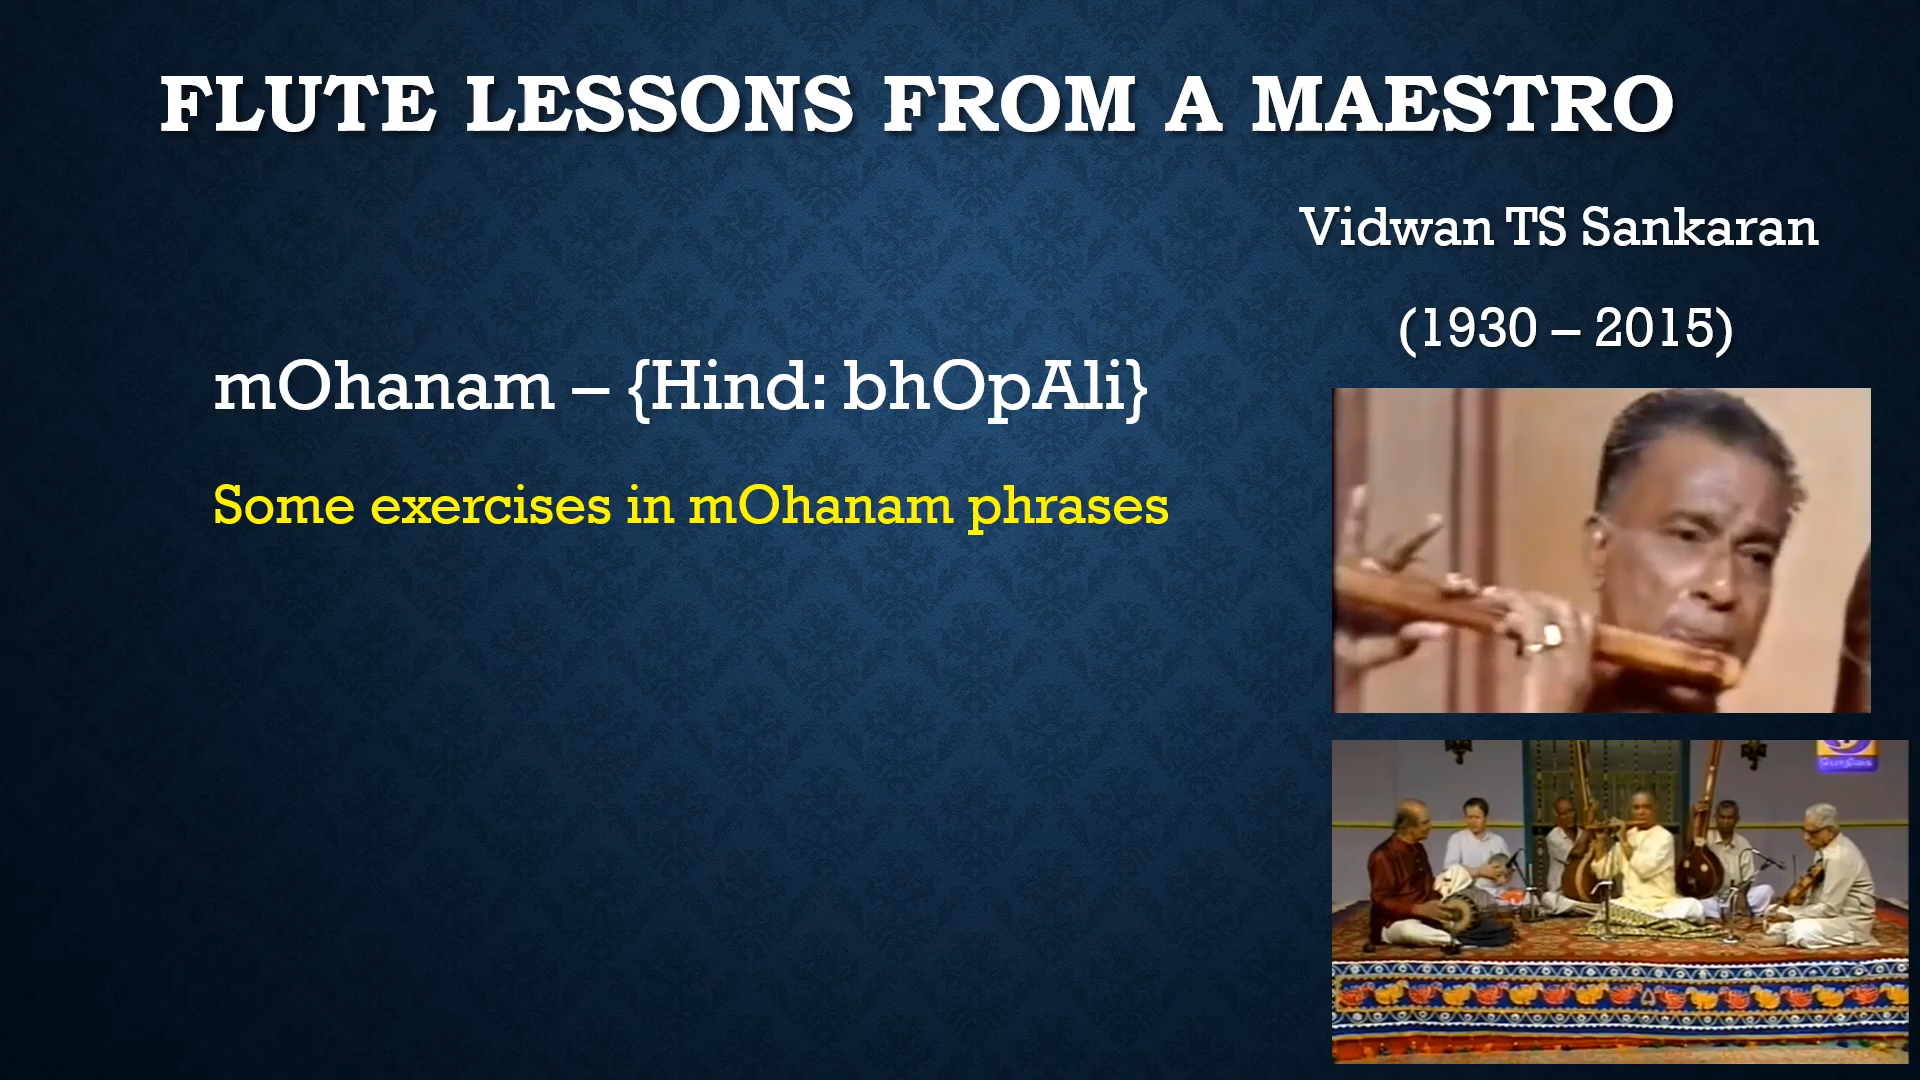 FLUTE LESSONS FROM A MAESTRO
Vidwan TS Sankaran
(1930 – 2015)
mOhanam – {Hind: bhOpAli}
Some exercises in mOhanam phrases
பொதிகை